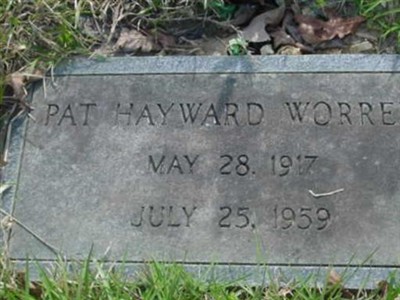 PAT HAYWARD WORRE
MAY 28. 1917
JULY 25, 1959